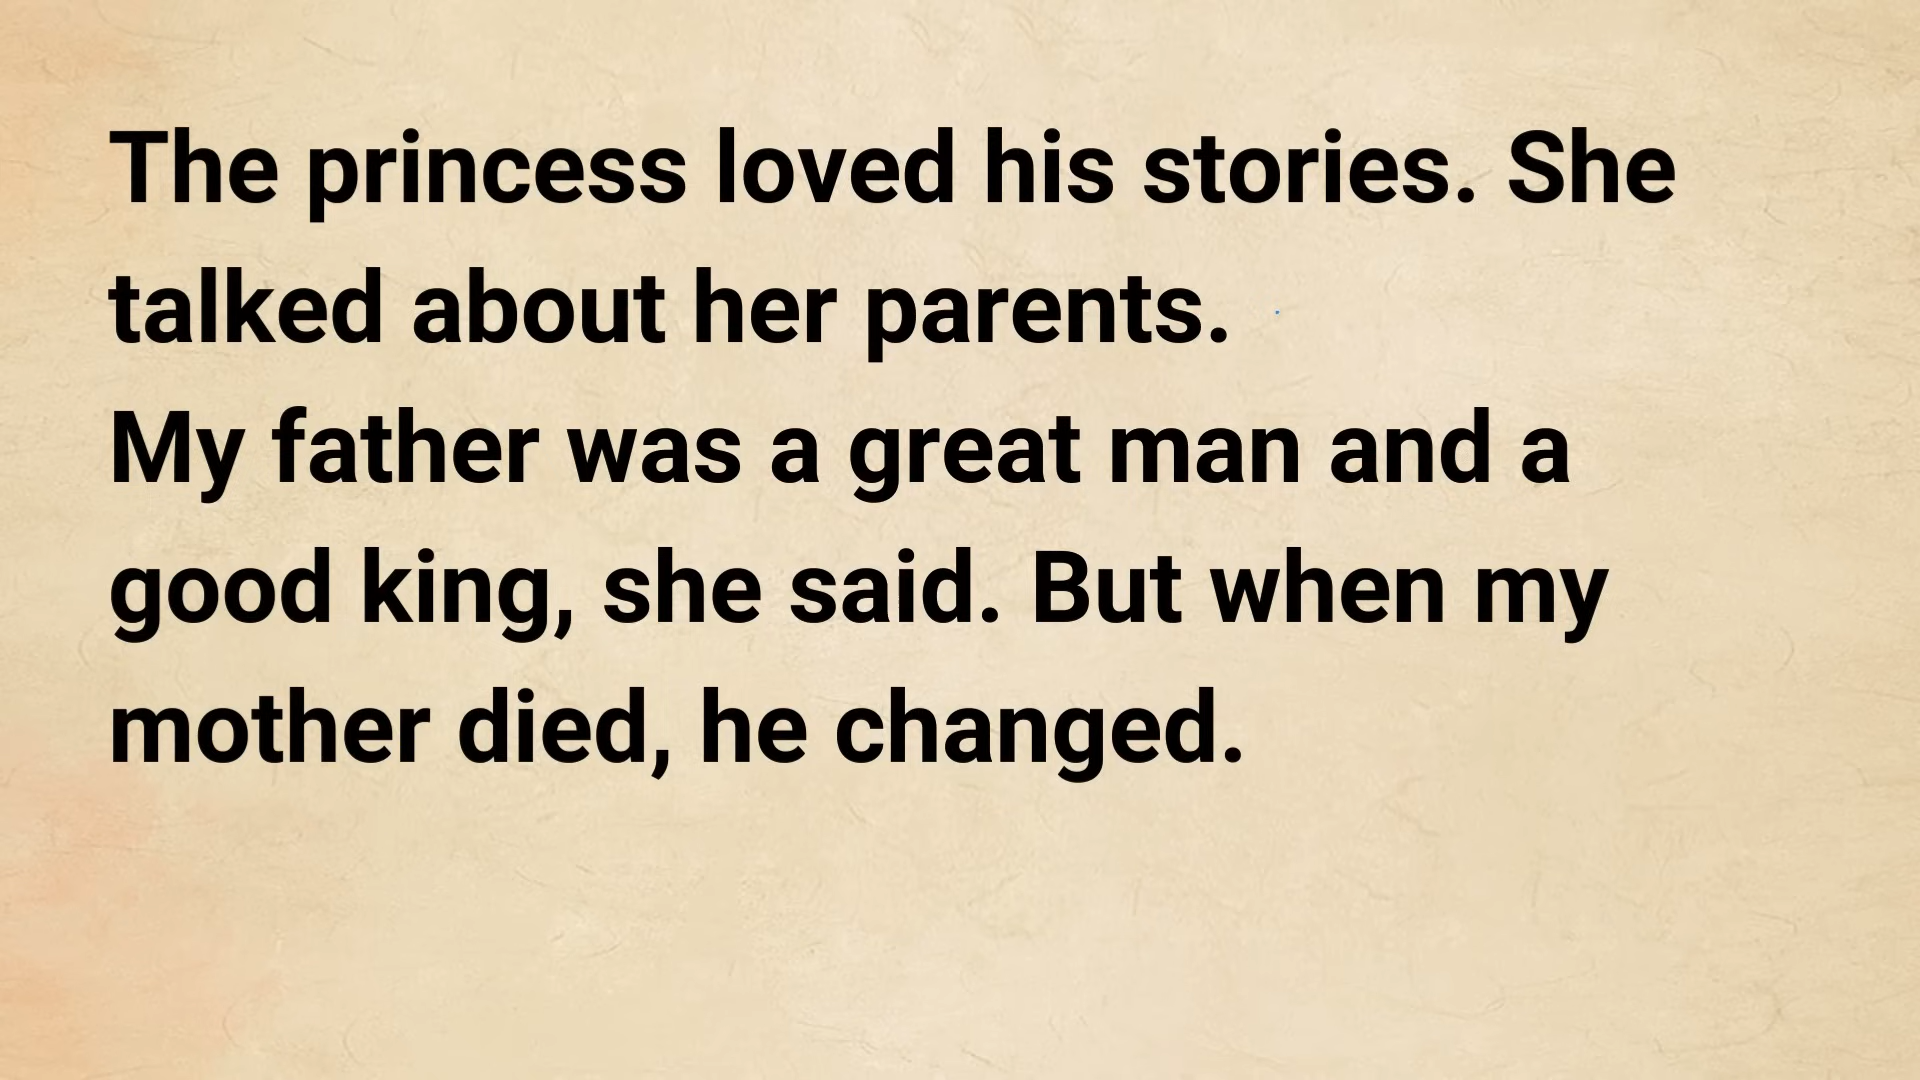 The princess loved his stories. She
talked about her parents.
My father was a great man and a
good king, she said. But when my
mother died, he changed.